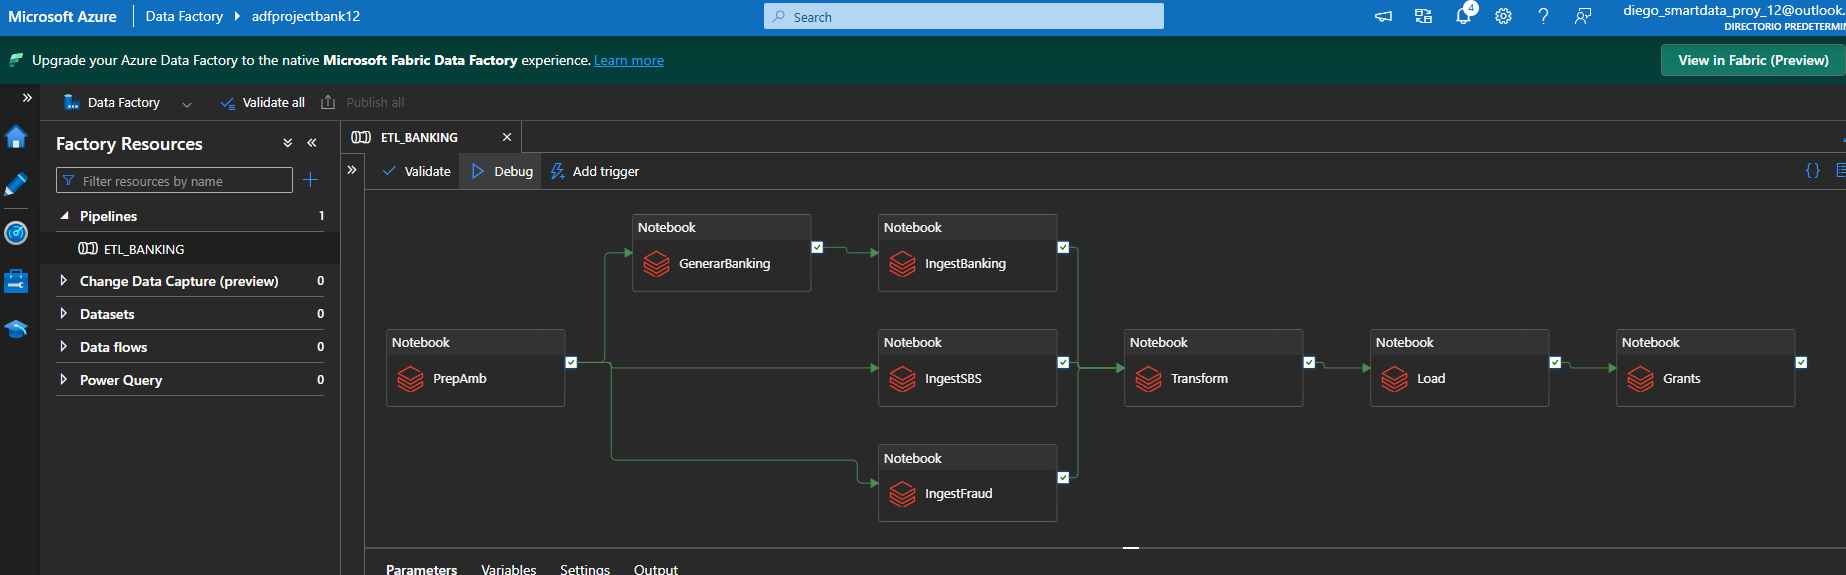 Microsoft Azure
Data Factory
adfprojectbank12
Search
4
diego_smartdata_proy_12@outlook.
DIRECTORIO PREDETERMIN
Upgrade your Azure Data Factory to the native Microsoft Fabric Data Factory experience. Learn more
View in Fabric (Preview)
Data Factory
Validate all
Publish all
Factory Resources
Filter resources by name
Pipelines 1
ETL_BANKING
Change Data Capture (preview) 0
Datasets 0
Data flows 0
Power Query 0
ETL_BANKING
Validate
Debug
Add trigger
{}
Notebook
GenerarBanking
Notebook
IngestBanking
Notebook
PrepAmb
Notebook
IngestSBS
Notebook
Transform
Notebook
Load
Notebook
Grants
Notebook
IngestFraud
Parameters Variables Settings Output